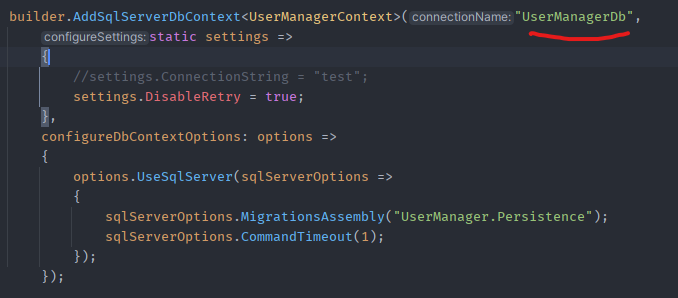 builder.AddSqlServerDbContext<UserManagerContext>( connectionName: "UserManagerDb",
configureSettings: static settings =>
{
//settings.ConnectionString = "test";
settings.DisableRetry = true;
},
configureDbContextOptions: options =>
{
options.UseSqlServer(sqlServerOptions =>
{
sqlServerOptions.MigrationsAssembly("UserManager.Persistence");
sqlServerOptions.CommandTimeout(1);
});
});